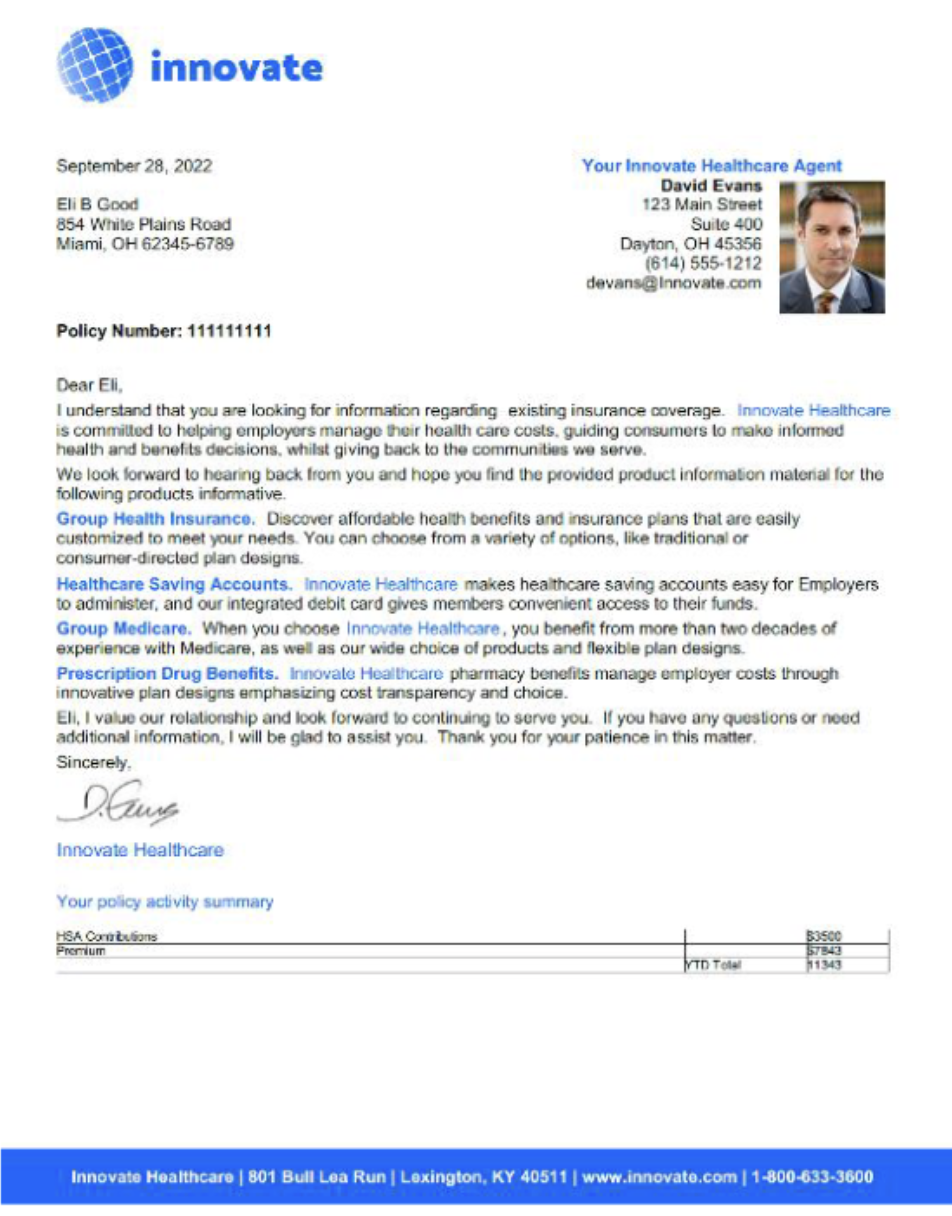 innovate
September 28, 2022
Eli B Good
854 White Plains Road
Miami, OH 62345-6789
Your Innovate Healthcare Agent
David Evans
123 Main Street
Suite 400
Dayton, OH 45356
(614) 555-1212
devans@Innovate.com
Policy Number: 111111111
Dear Eli,
I understand that you are looking for information regarding existing insurance coverage. Innovate Healthcare
is committed to helping employers manage their health care costs, guiding consumers to make informed
health and benefits decisions, whilst giving back to the communities we serve.
We look forward to hearing back from you and hope you find the provided product information material for the
following products informative.
Group Health Insurance. Discover affordable health benefits and insurance plans that are easily
customized to meet your needs. You can choose from a variety of options, like traditional or
consumer-directed plan designs.
Healthcare Saving Accounts. Innovate Healthcare makes healthcare saving accounts easy for Employers
to administer, and our integrated debit card gives members convenient access to their funds.
Group Medicare. When you choose Innovate Healthcare, you benefit from more than two decades of
experience with Medicare, as well as our wide choice of products and flexible plan designs.
Prescription Drug Benefits. Innovate Healthcare pharmacy benefits manage employer costs through
innovative plan designs emphasizing cost transparency and choice.
Eli, I value our relationship and look forward to continuing to serve you. If you have any questions or need
additional information, I will be glad to assist you. Thank you for your patience in this matter.
Sincerely,
D. Evans
Innovate Healthcare
Your policy activity summary
HSA Contributions $3500
Premium $7843
YTD Total 11343
Innovate Healthcare | 801 Bull Lea Run | Lexington, KY 40511 | www.innovate.com | 1-800-633-3600